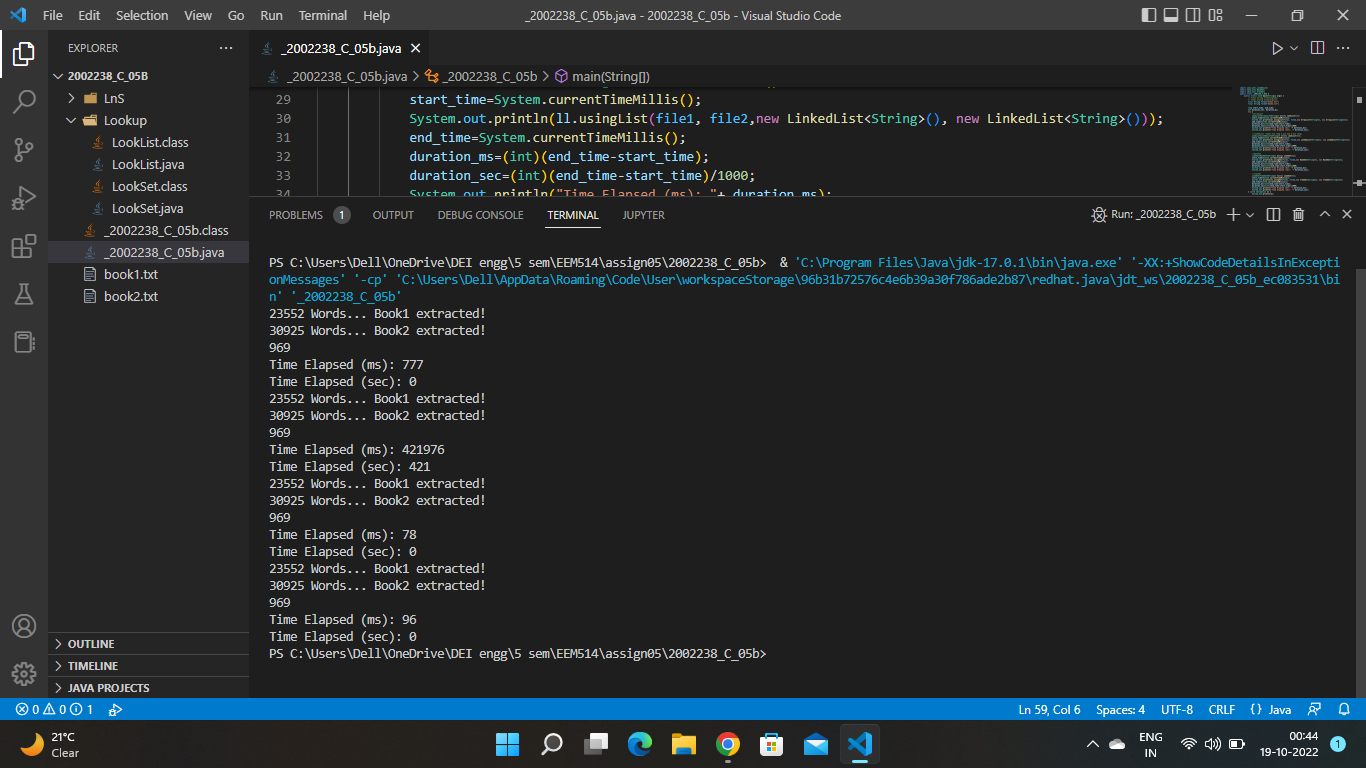 File Edit Selection View Go Run Terminal Help _2002238_C_05b.java - 2002238_C_05b - Visual Studio Code
EXPLORER
2002238_C_05B
LnS
Lookup
LookList.class
LookList.java
LookSet.class
LookSet.java
_2002238_C_05b.class
_2002238_C_05b.java
book1.txt
book2.txt
OUTLINE
TIMELINE
JAVA PROJECTS
_2002238_C_05b.java
_2002238_C_05b.java > _2002238_C_05b > main(String[])
29 start_time=System.currentTimeMillis();
30 System.out.println(ll.usingList(file1, file2,new LinkedList<String>(), new LinkedList<String>()));
31 end_time=System.currentTimeMillis();
32 duration_ms=(int)(end_time-start_time);
33 duration_sec=(int)(end_time-start_time)/1000;
34 System.out.println("Time Elapsed (ms): "+ duration_ms);
PROBLEMS 1 OUTPUT DEBUG CONSOLE TERMINAL JUPYTER Run: _2002238_C_05b
PS C:\Users\Dell\OneDrive\DEI engg\5 sem\EEM514\assign05\2002238_C_05b> & 'C:\Program Files\Java\jdk-17.0.1\bin\java.exe' '-XX:+ShowCodeDetailsInExcepti
onMessages' '-cp' 'C:\Users\Dell\AppData\Roaming\Code\User\workspaceStorage\96b31b72576c4e6b39a30f786ade2b87\redhat.java\jdt_ws\2002238_C_05b_ec083531\bi
n' '_2002238_C_05b'
23552 Words... Book1 extracted!
30925 Words... Book2 extracted!
969
Time Elapsed (ms): 777
Time Elapsed (sec): 0
23552 Words... Book1 extracted!
30925 Words... Book2 extracted!
969
Time Elapsed (ms): 421976
Time Elapsed (sec): 421
23552 Words... Book1 extracted!
30925 Words... Book2 extracted!
969
Time Elapsed (ms): 78
Time Elapsed (sec): 0
23552 Words... Book1 extracted!
30925 Words... Book2 extracted!
969
Time Elapsed (ms): 96
Time Elapsed (sec): 0
PS C:\Users\Dell\OneDrive\DEI engg\5 sem\EEM514\assign05\2002238_C_05b>
0 0 1 Ln 59, Col 6 Spaces: 4 UTF-8 CRLF {} Java
21°C
Clear
ENG
IN
00:44
19-10-2022
1